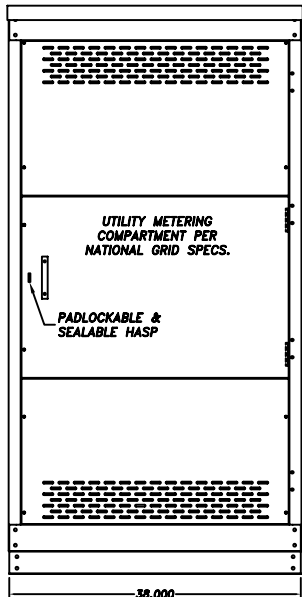 UTILITY METERING
COMPARTMENT PER
NATIONAL GRID SPECS.
PADLOCKABLE &
SEALABLE HASP
38.000